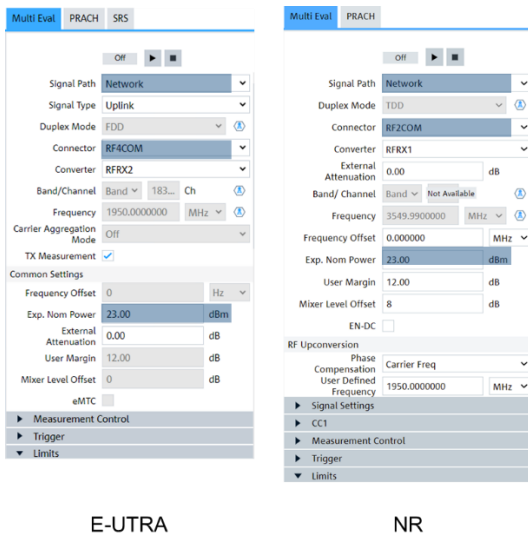 Multi Eval PRACH SRS
Off
Signal Path Network
Signal Type Uplink
Duplex Mode FDD
Connector RF4COM
Converter RFRX2
Band/Channel Band 183... Ch
Frequency 1950.0000000 MHz
Carrier Aggregation
Mode Off
TX Measurement
Common Settings
Frequency Offset 0 Hz
Exp. Nom Power 23.00 dBm
External
Attenuation 0.00 dB
User Margin 12.00 dB
Mixer Level Offset 0 dB
eMTC
Measurement Control
Trigger
Limits
E-UTRA
Multi Eval PRACH
Off
Signal Path Network
Duplex Mode TDD
Connector RF2COM
Converter RFRX1
External
Attenuation 0.00 dB
Band/ Channel Band Not Available
Frequency 3549.9900000 MHz
Frequency Offset 0.000000 MHz
Exp. Nom Power 23.00 dBm
User Margin 12.00 dB
Mixer Level Offset 8 dB
EN-DC
RF Upconversion
Phase
Compensation Carrier Freq
User Defined
Frequency 1950.0000000 MHz
Signal Settings
CC1
Measurement Control
Trigger
Limits
NR